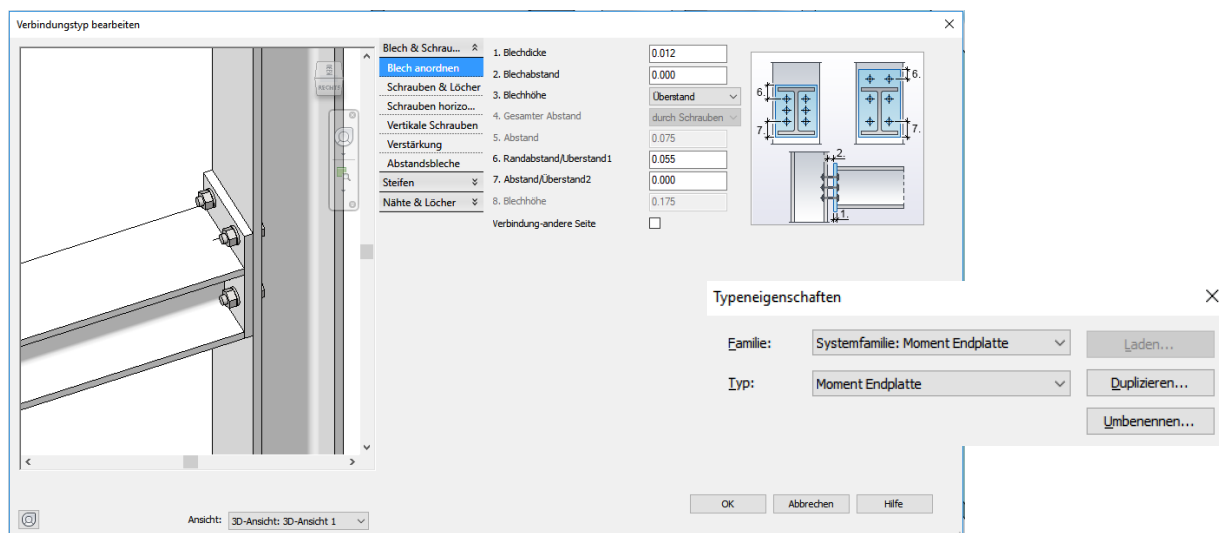 Verbindungstyp bearbeiten
Blech & Schrau...
Blech anordnen
Schrauben & Löcher
Schrauben horizo...
Vertikale Schrauben
Verstärkung
Abstandsbleche
Steifen
Nähte & Löcher
1. Blechdicke 0.012
2. Blechabstand 0.000
3. Blechhöhe Überstand
4. Gesamter Abstand durch Schrauben
5. Abstand 0.075
6. Randabstand/Überstand1 0.055
7. Abstand/Überstand2 0.000
8. Blechhöhe 0.175
Verbindung-andere Seite
6.
7.
6.
7.
2.
1.
RECHTS
Typeneigenschaften
Familie: Systemfamilie: Moment Endplatte Laden...
Typ: Moment Endplatte Duplizieren...
Umbenennen...
OK Abbrechen Hilfe
Ansicht: 3D-Ansicht: 3D-Ansicht 1